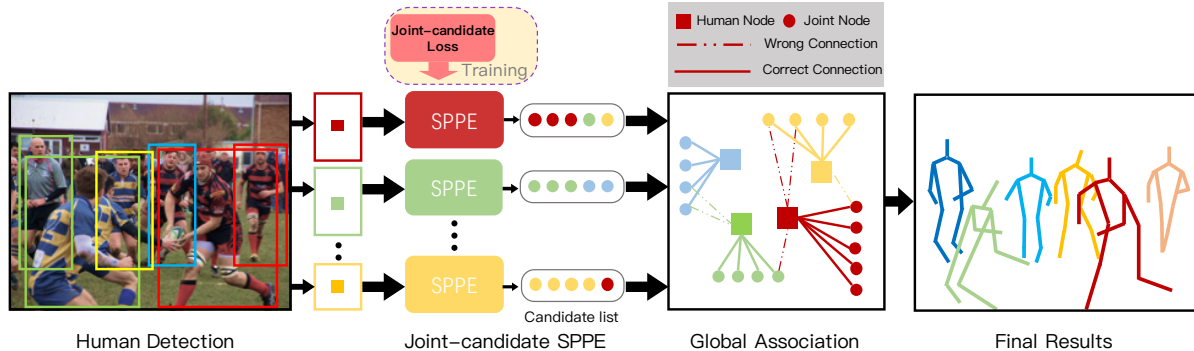 Joint-candidate
Loss
Training
Human Node
Joint Node
Wrong Connection
Correct Connection
SPPE
SPPE
SPPE
Candidate list
Human Detection
Joint-candidate SPPE
Global Association
Final Results